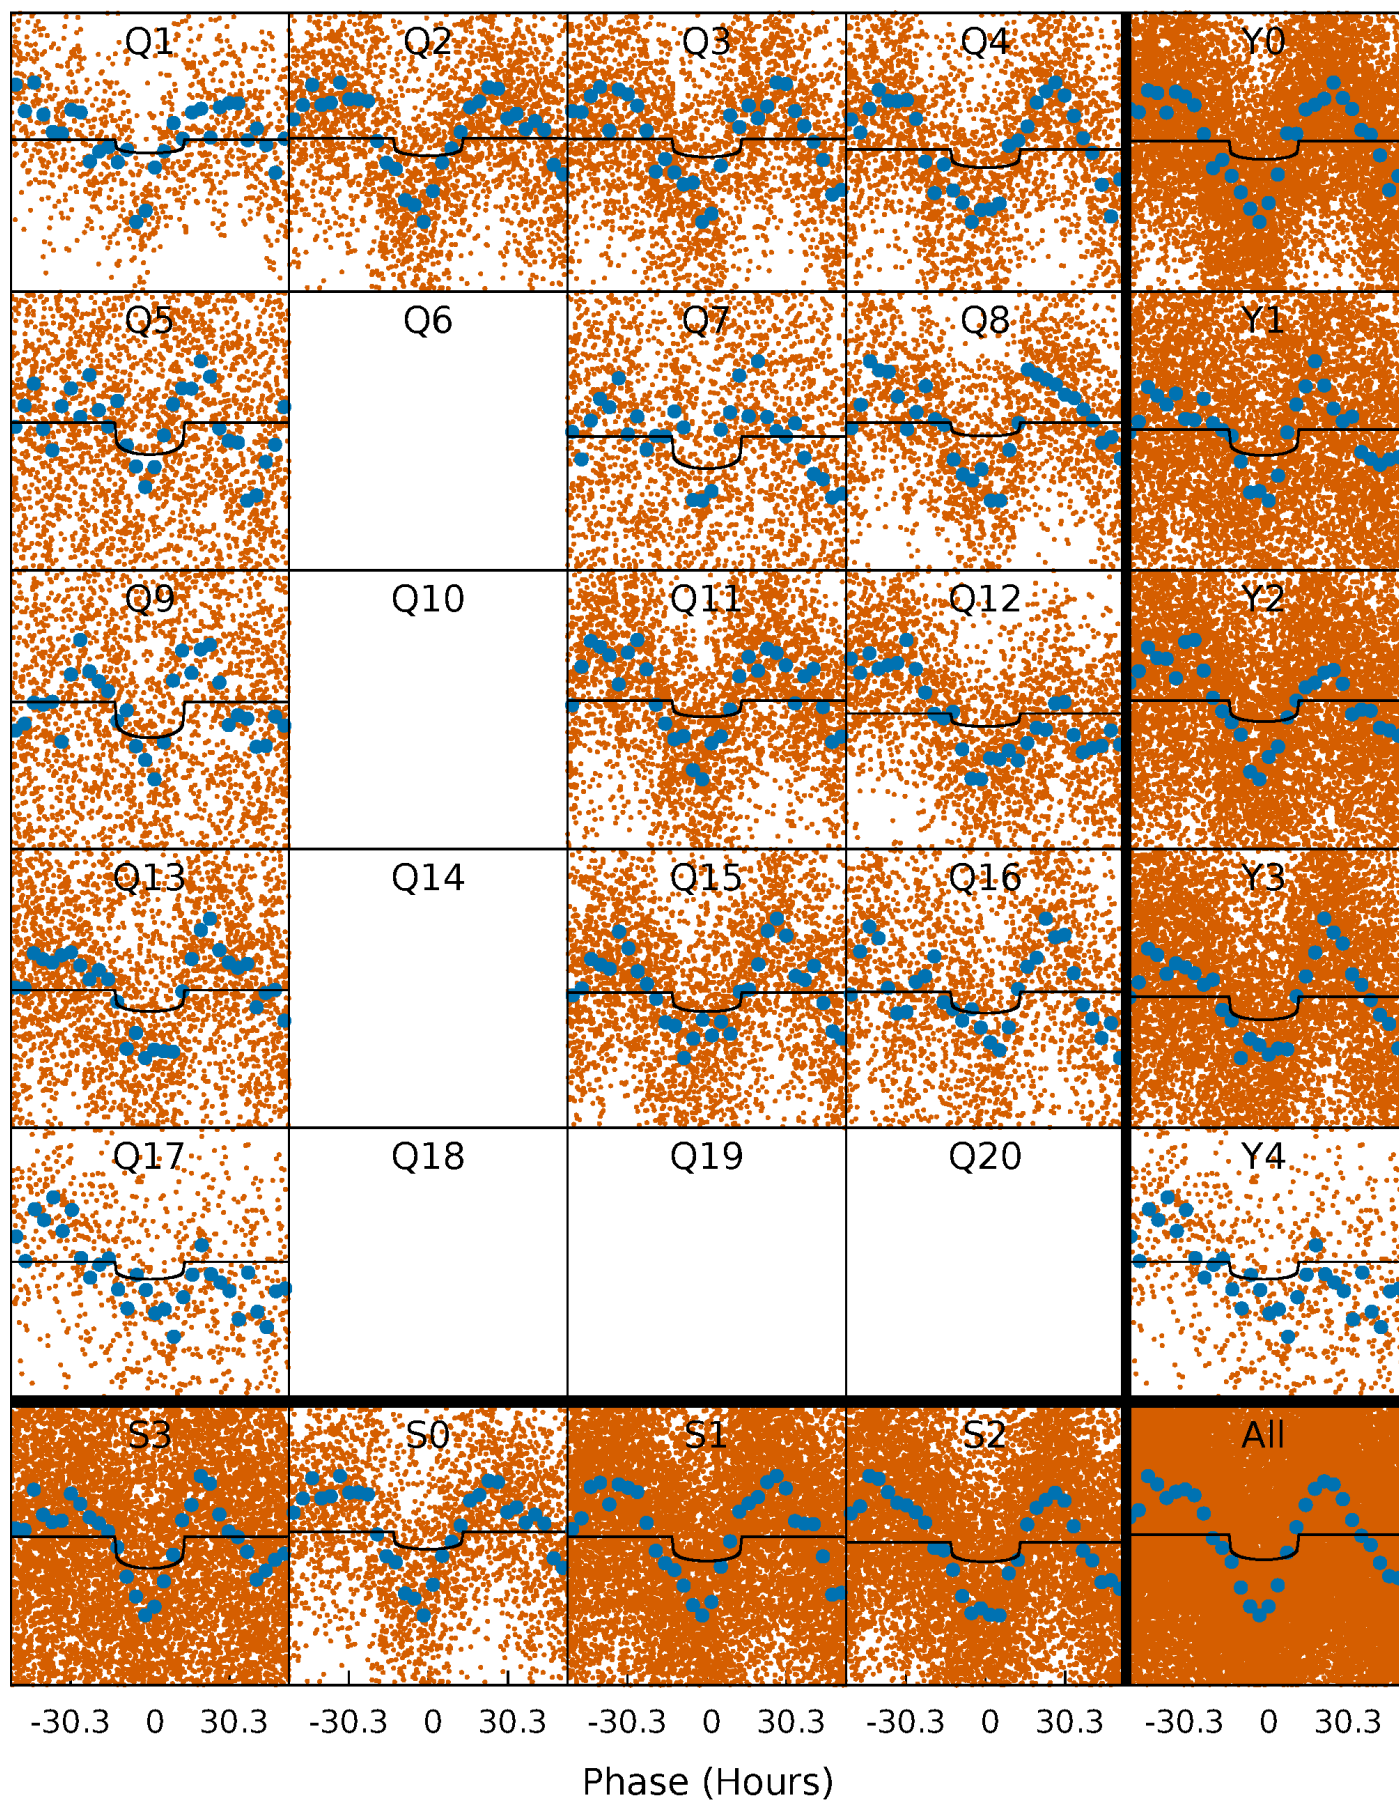 Q1 Q2 Q3 Q4 Y0
Q5 Q6 Q7 Q8 Y1
Q9 Q10 Q11 Q12 Y2
Q13 Q14 Q15 Q16 Y3
Q17 Q18 Q19 Q20 Y4
S3 S0 S1 S2 All
-30.3 0 30.3 -30.3 0 30.3 -30.3 0 30.3 -30.3 0 30.3 -30.3 0 30.3
Phase (Hours)